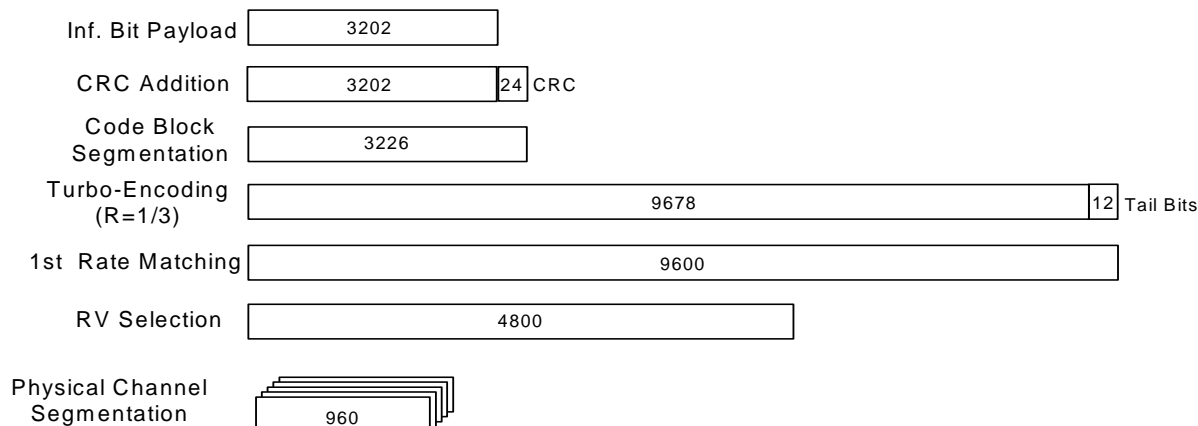 Inf. Bit Payload 3202
CRC Addition 3202 24 CRC
Code Block
Segmentation 3226
Turbo-Encoding
(R=1/3) 9678 12 Tail Bits
1st Rate Matching 9600
RV Selection 4800
Physical Channel
Segmentation 960